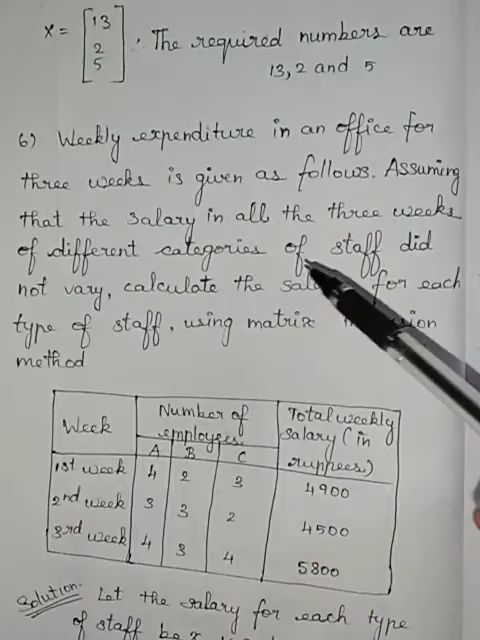 x = [13 2 5] ∴ The required numbers are
13, 2 and 5
6) Weekly expenditure in an office for
three weeks is given as follows. Assuming
that the salary in all the three weeks
of different categories of staff did
not vary, calculate the for each
type of staff, using matrix
method
Week Number of employees Total weekly salary (in ruppees)
A B C
1st week 4 2 3 4900
2nd week 3 3 2 4500
3rd week 4 3 4 5800
Solution. Let the salary for each type
of staff be x